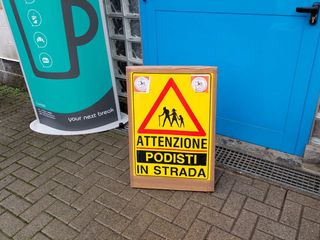 your next break
ATTENZIONE
PODISTI
IN STRADA